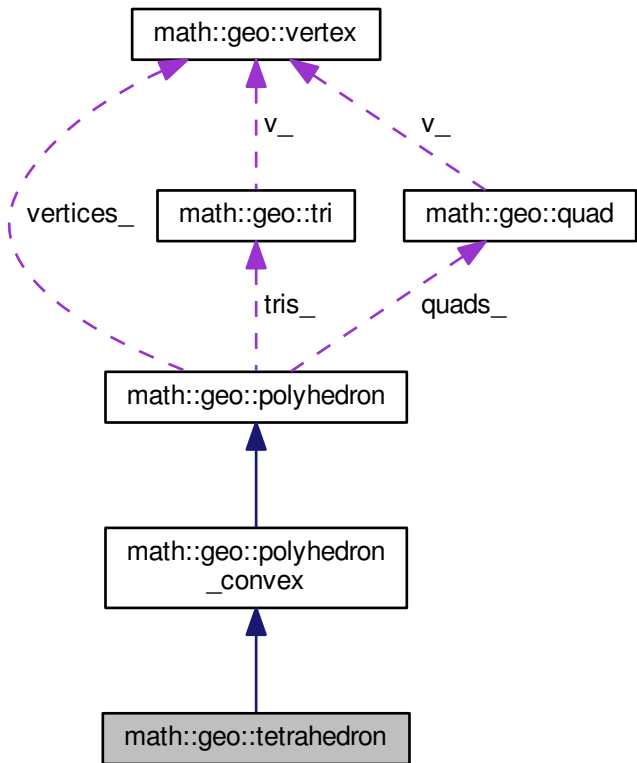 math::geo::vertex
v_
v_
vertices_
math::geo::tri
math::geo::quad
tris_
quads_
math::geo::polyhedron
math::geo::polyhedron
_convex
math::geo::tetrahedron